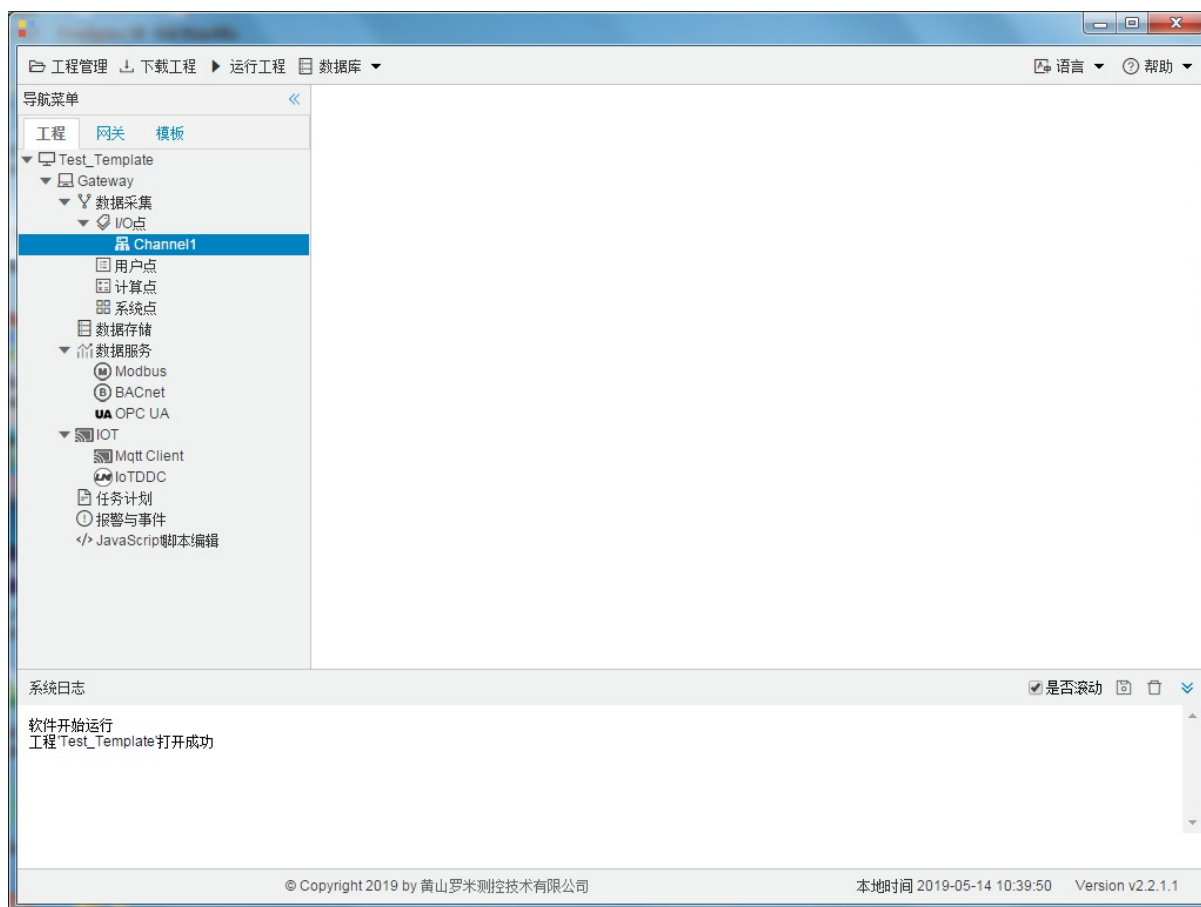 工程管理 下载工程 运行工程 数据库 语言 帮助
导航菜单
工程 网关 模板
Test_Template
Gateway
数据采集
I/O点
Channel1
用户点
计算点
系统点
数据存储
数据服务
Modbus
BACnet
UA OPC UA
IOT
Mqtt Client
IoTDDC
任务计划
报警与事件
</> JavaScript脚本编辑
系统日志 是否滚动
软件开始运行
工程'Test_Template'打开成功
© Copyright 2019 by 黄山罗米测控技术有限公司 本地时间 2019-05-14 10:39:50 Version v2.2.1.1